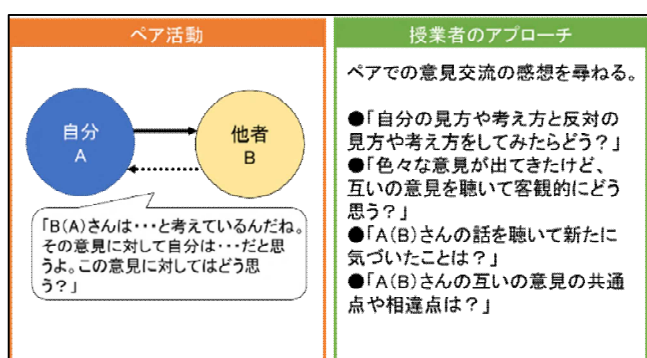 ペア活動
自分
A
他者
B
「B(A)さんは・・・と考えているんだね。
その意見に対して自分は・・・だと思
うよ。この意見に対してはどう思
う？」
授業者のアプローチ
ペアでの意見交流の感想を尋ねる。
●「自分の見方や考え方と反対の
見方や考え方をしてみたらどう？」
●「色々な意見が出てきたけど、
互いの意見を聴いて客観的にどう
思う？」
●「A(B)さんの話を聴いて新たに
気づいたことは？」
●「A(B)さんの互いの意見の共通
点や相違点は？」